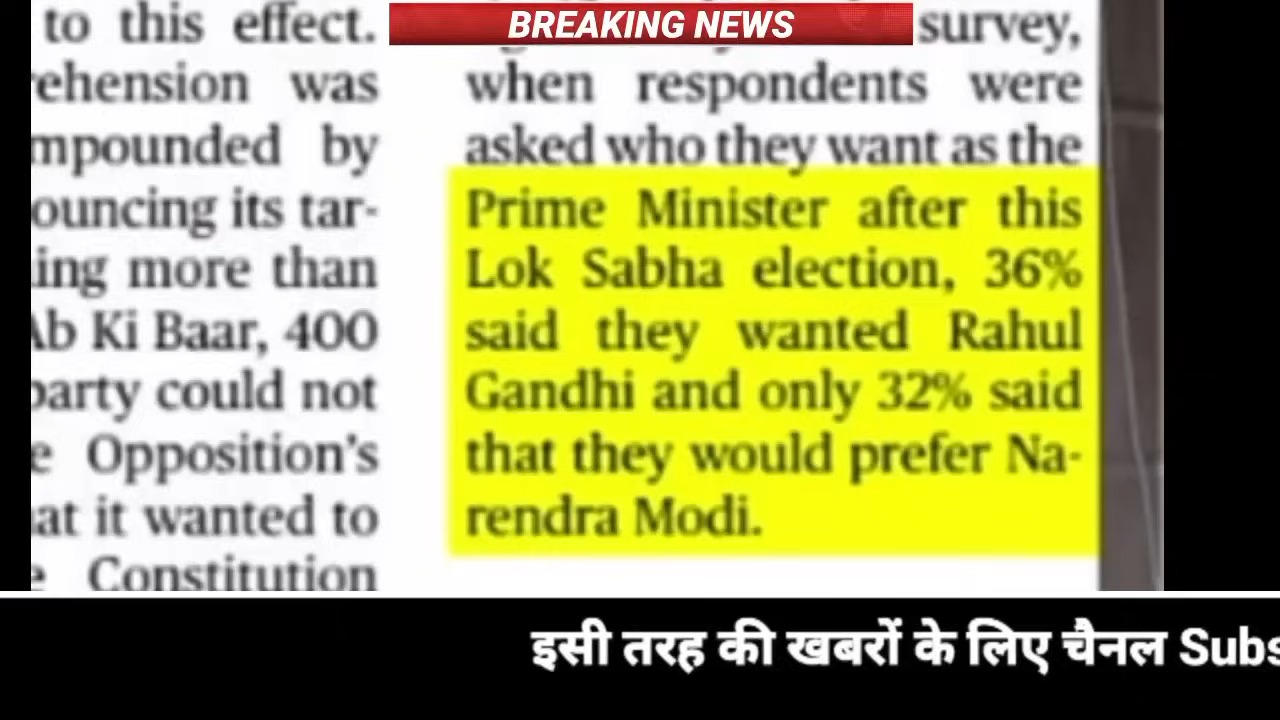 BREAKING NEWS
to this effect.
rehension was
mpounded by
ouncing its tar-
ing more than
Ab Ki Baar, 400
party could not
e Opposition's
at it wanted to
e Constitution
survey,
when respondents were
asked who they want as the
Prime Minister after this
Lok Sabha election, 36%
said they wanted Rahul
Gandhi and only 32% said
that they would prefer Na-
rendra Modi.
इसी तरह की खबरों के लिए चैनल Subs